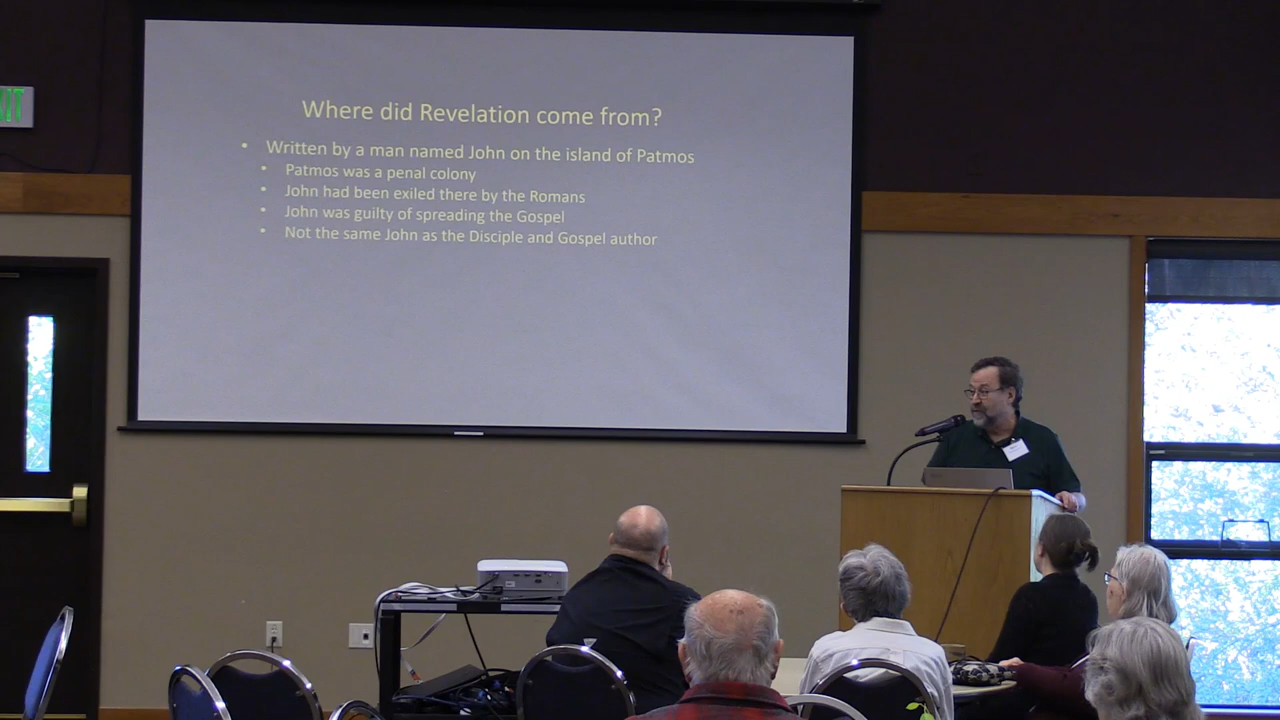 Where did Revelation come from?
• Written by a man named John on the island of Patmos
• Patmos was a penal colony
• John had been exiled there by the Romans
• John was guilty of spreading the Gospel
• Not the same John as the Disciple and Gospel author
XIT